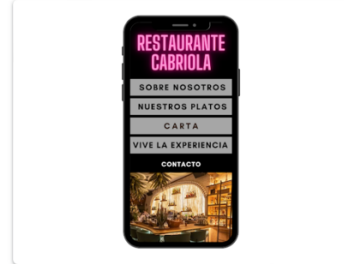 RESTAURANTE
CABRIOLA
SOBRE NOSOTROS
NUESTROS PLATOS
CARTA
VIVE LA EXPERIENCIA
CONTACTO